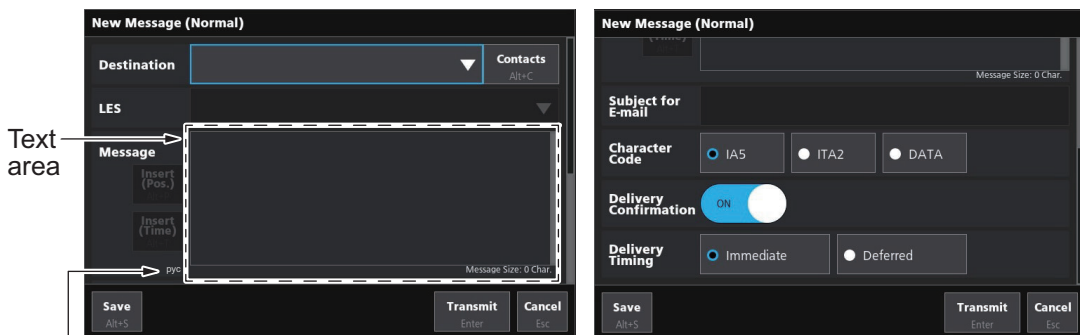 New Message (Normal)
Destination
Contacts
Alt+C
LES
Text
area
Message
Insert
(Pos.)
Insert
(Time)
рус
Message Size: 0 Char.
Save
Alt+S
Transmit
Enter
Cancel
Esc
New Message (Normal)
(Time)
Message Size: 0 Char.
Subject for
E-mail
Character
Code
IA5
ITA2
DATA
Delivery
Confirmation
ON
Delivery
Timing
Immediate
Deferred
Save
Alt+S
Transmit
Enter
Cancel
Esc